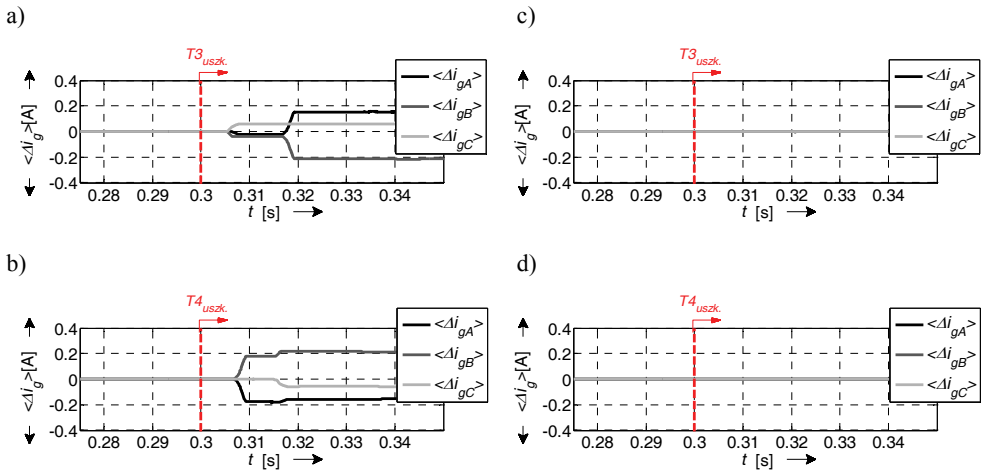 a)
T3uszk.
<Δig>[A]
0.4
0.2
0
-0.2
-0.4
0.28 0.29 0.3 0.31 0.32 0.33 0.34
t [s]
<ΔigA>
<ΔigB>
<ΔigC>
c)
T3uszk.
<Δig>[A]
0.4
0.2
0
-0.2
-0.4
0.28 0.29 0.3 0.31 0.32 0.33 0.34
t [s]
<ΔigA>
<ΔigB>
<ΔigC>
b)
T4uszk.
<Δig>[A]
0.4
0.2
0
-0.2
-0.4
0.28 0.29 0.3 0.31 0.32 0.33 0.34
t [s]
<ΔigA>
<ΔigB>
<ΔigC>
d)
T4uszk.
<Δig>[A]
0.4
0.2
0
-0.2
-0.4
0.28 0.29 0.3 0.31 0.32 0.33 0.34
t [s]
<ΔigA>
<ΔigB>
<ΔigC>